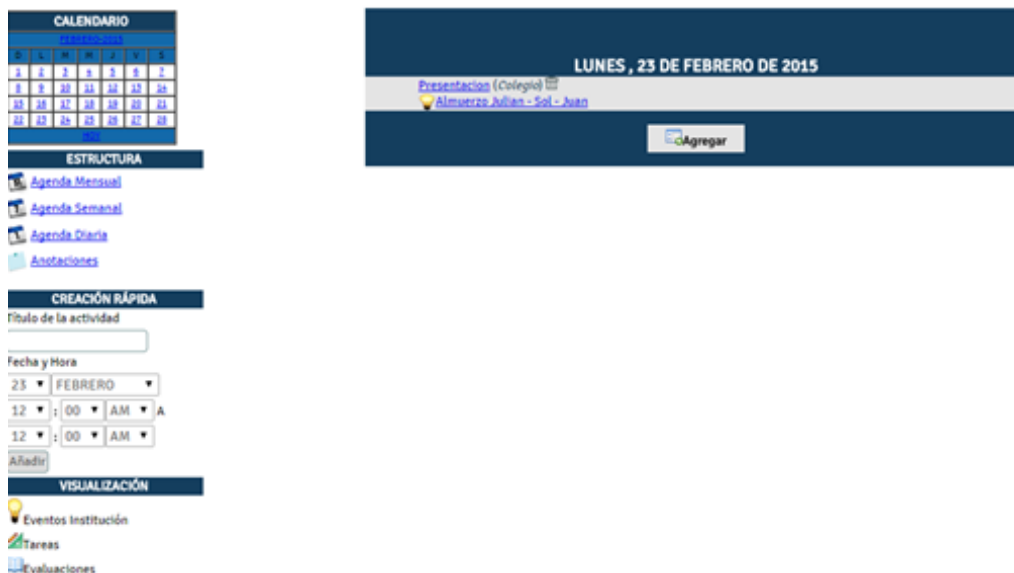 CALENDARIO
FEBRERO-2015
D L M M J V S
1 2 3 4 5 6 7
8 9 10 11 12 13 14
15 16 17 18 19 20 21
22 23 24 25 26 27 28
HOY
ESTRUCTURA
Agenda Mensual
Agenda Semanal
Agenda Diaria
Anotaciones
CREACIÓN RÁPIDA
Título de la actividad
Fecha y Hora
23 FEBRERO
12 : 00 AM A
12 : 00 AM
Añadir
VISUALIZACIÓN
Eventos Institución
Tareas
Evaluaciones
LUNES , 23 DE FEBRERO DE 2015
Presentacion (Colegio)
Almuerzo Julian - Sol - Juan
Agregar